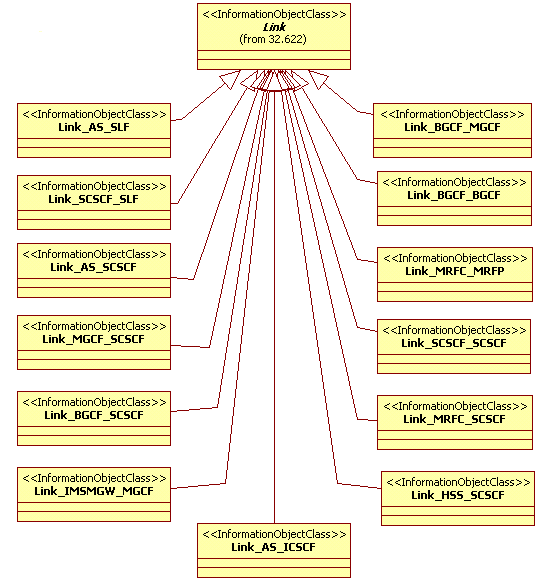 <<InformationObjectClass>>
Link
(from 32.622)
<<InformationObjectClass>>
Link_AS_SLF
<<InformationObjectClass>>
Link_BGCF_MGCF
<<InformationObjectClass>>
Link_SCSCF_SLF
<<InformationObjectClass>>
Link_BGCF_BGCF
<<InformationObjectClass>>
Link_AS_SCSCF
<<InformationObjectClass>>
Link_MRFC_MRFP
<<InformationObjectClass>>
Link_MGCF_SCSCF
<<InformationObjectClass>>
Link_SCSCF_SCSCF
<<InformationObjectClass>>
Link_BGCF_SCSCF
<<InformationObjectClass>>
Link_MRFC_SCSCF
<<InformationObjectClass>>
Link_IMSMGW_MGCF
<<InformationObjectClass>>
Link_HSS_SCSCF
<<InformationObjectClass>>
Link_AS_ICSCF